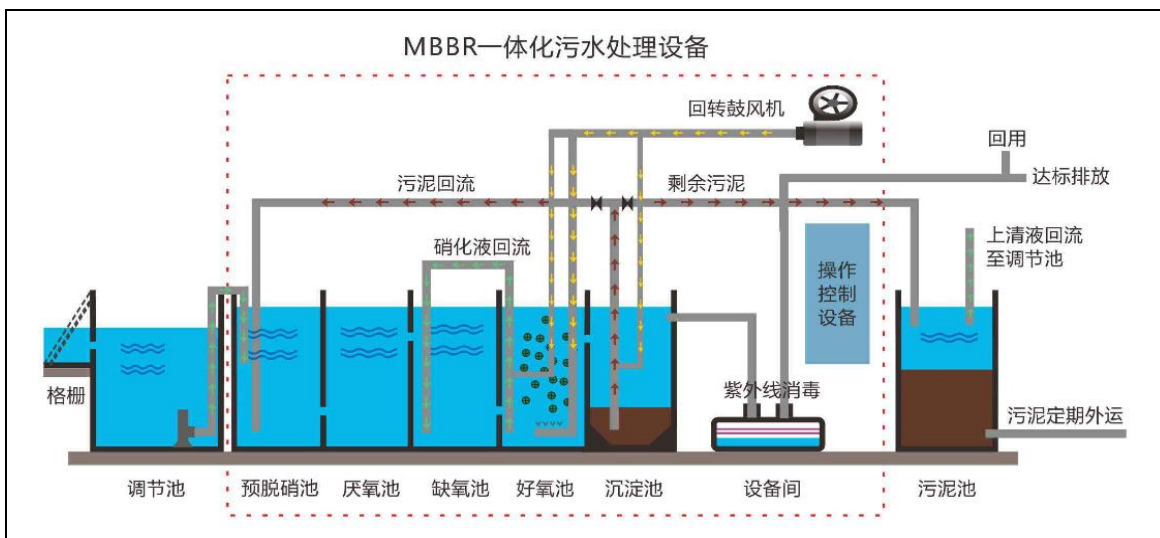 MBBR一体化污水处理设备
回转鼓风机
回用
达标排放
污泥回流
剩余污泥
硝化液回流
上清液回流
至调节池
操作
控制
设备
格栅
紫外线消毒
污泥定期外运
调节池
预脱硝池
厌氧池
缺氧池
好氧池
沉淀池
设备间
污泥池